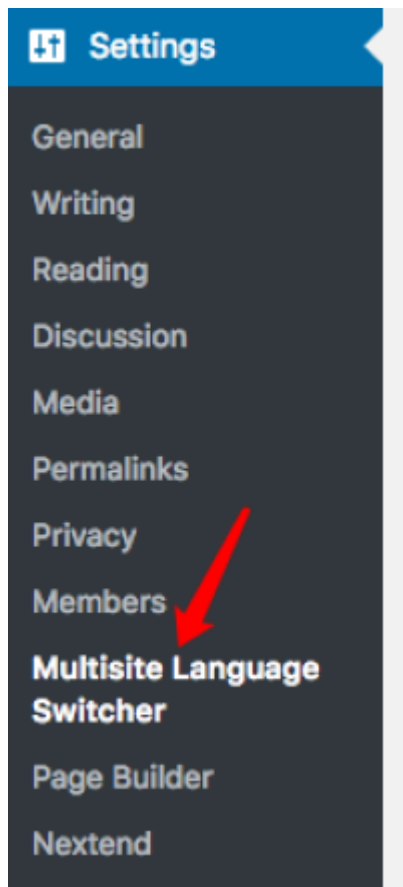 Settings
General
Writing
Reading
Discussion
Media
Permalinks
Privacy
Members
Multisite Language
Switcher
Page Builder
Nextend